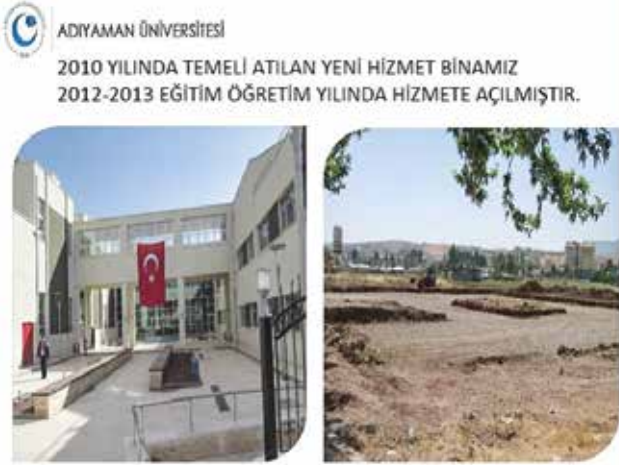 ADIYAMAN ÜNİVERSİTESİ
2010 YILINDA TEMELİ ATILAN YENİ HİZMET BİNAMIZ
2012-2013 EĞİTİM ÖĞRETİM YILINDA HİZMETE AÇILMIŞTIR.